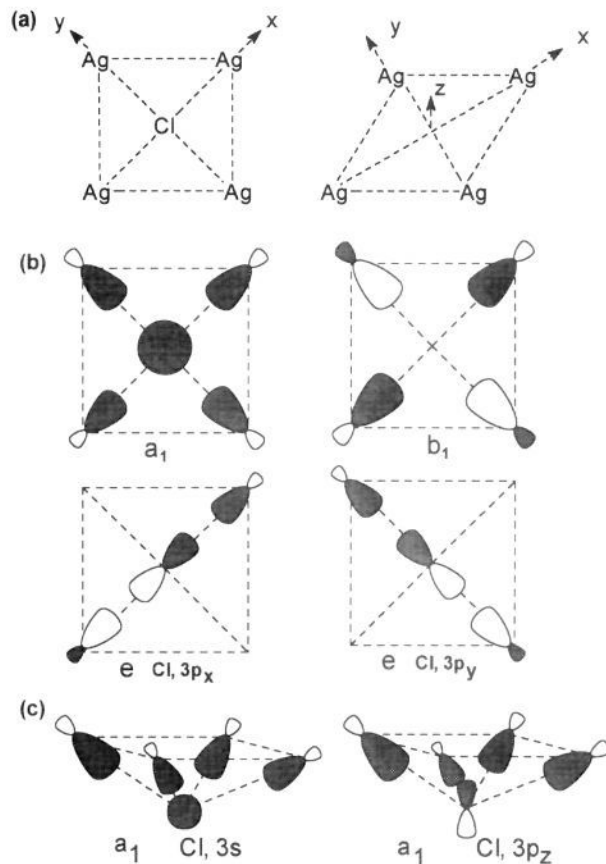 (a)
y x y x
Ag Ag Ag Ag
z
Cl
Ag Ag Ag Ag
(b)
a1 b1
e Cl, 3px e Cl, 3py
(c)
a1 Cl, 3s a1 Cl, 3pz